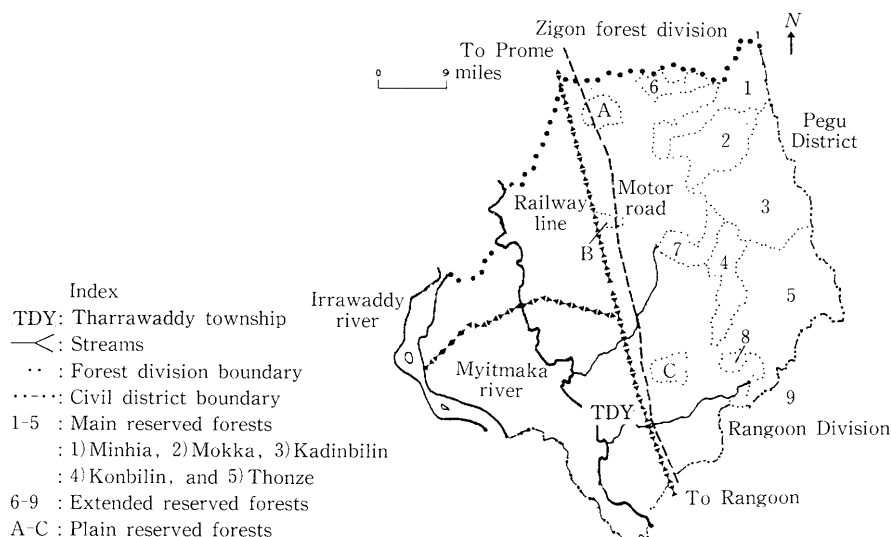 N
Zigon forest division
To Prome
0 9
miles
6
1
A
2
Pegu
District
Motor
road
Railway
line
3
B
7
4
5
Irrawaddy
river
8
Myitmaka
river
C
9
TDY
Rangoon Division
To Rangoon
Index
TDY: Tharrawaddy township
: Streams
: Forest division boundary
: Civil district boundary
1-5 : Main reserved forests
: 1) Minhia, 2) Mokka, 3) Kadinbilin
: 4) Konbilin, and 5) Thonze
6-9 : Extended reserved forests
A-C : Plain reserved forests